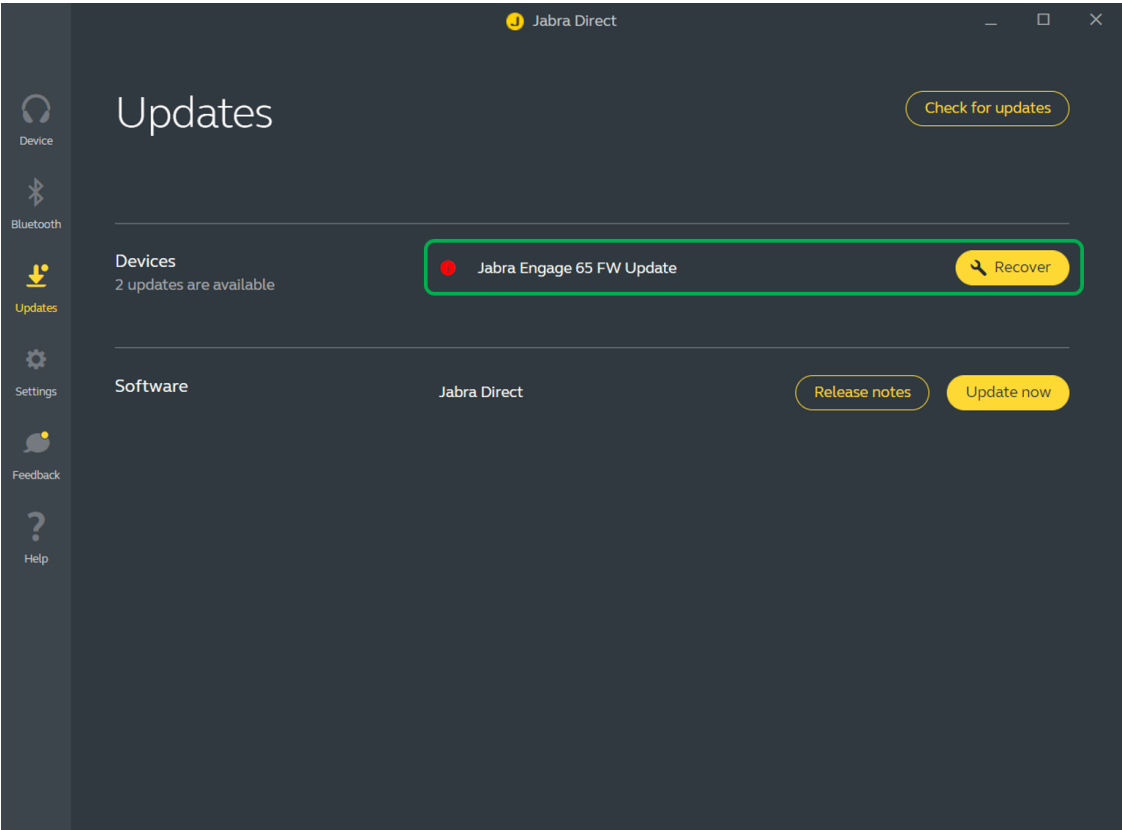 Jabra Direct
Device
Bluetooth
Updates
Settings
Feedback
Help
Updates
Check for updates
Devices
2 updates are available
Jabra Engage 65 FW Update
Recover
Software
Jabra Direct
Release notes
Update now